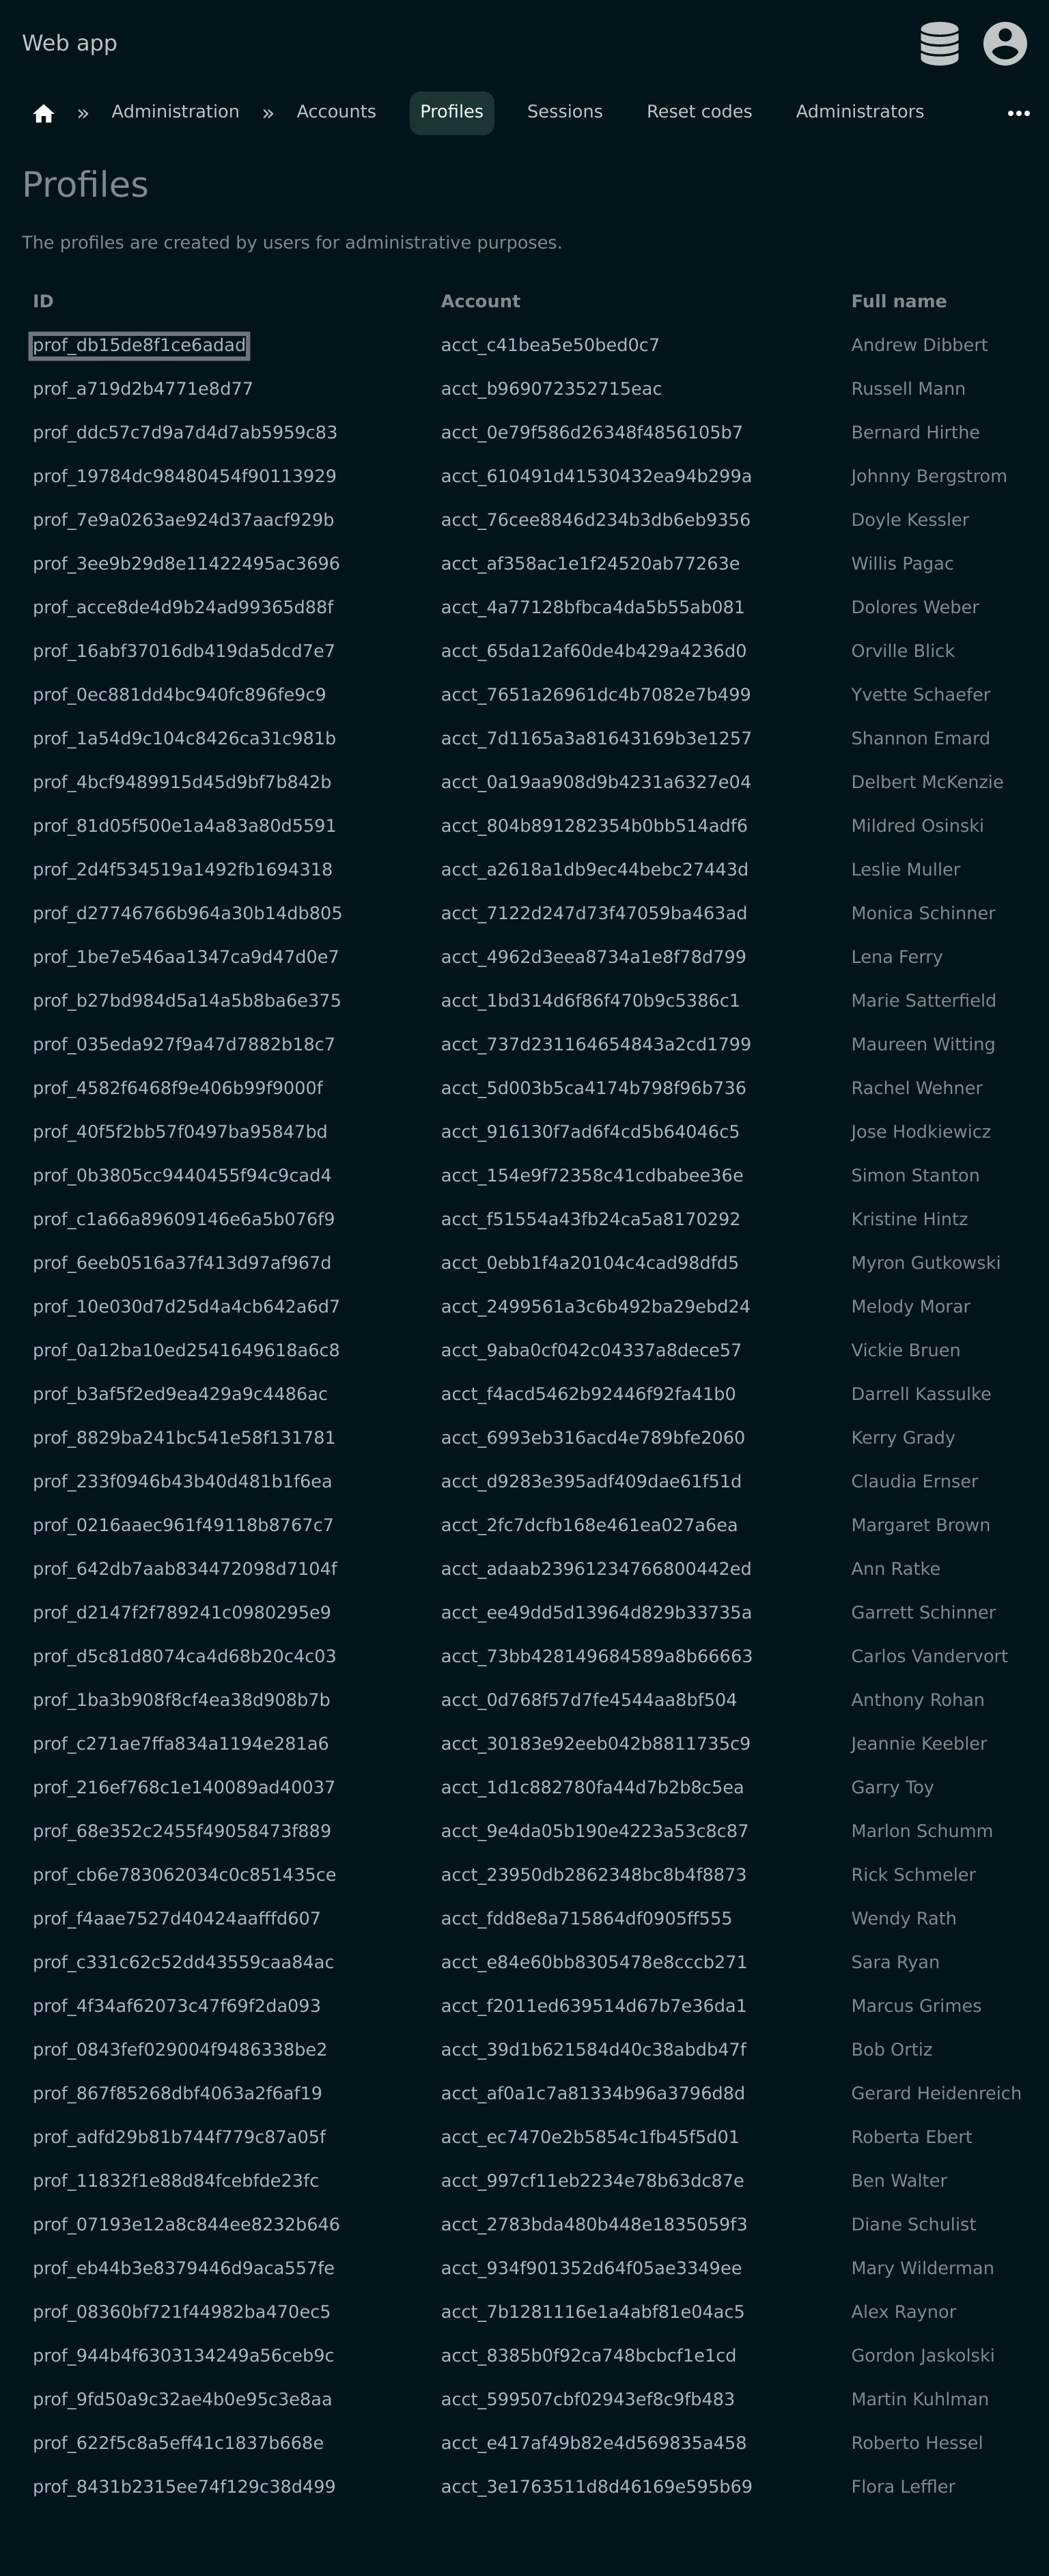 Web app
» Administration » Accounts Profiles Sessions Reset codes Administrators
Profiles
The profiles are created by users for administrative purposes.
ID Account Full name
prof_db15de8f1ce6adad acct_c41bea5e50bed0c7 Andrew Dibbert
prof_a719d2b4771e8d77 acct_b969072352715eac Russell Mann
prof_ddc57c7d9a7d4d7ab5959c83 acct_0e79f586d26348f4856105b7 Bernard Hirthe
prof_19784dc98480454f90113929 acct_610491d41530432ea94b299a Johnny Bergstrom
prof_7e9a0263ae924d37aacf929b acct_76cee8846d234b3db6eb9356 Doyle Kessler
prof_3ee9b29d8e11422495ac3696 acct_af358ac1e1f24520ab77263e Willis Pagac
prof_acce8de4d9b24ad99365d88f acct_4a77128bfbca4da5b55ab081 Dolores Weber
prof_16abf37016db419da5dcd7e7 acct_65da12af60de4b429a4236d0 Orville Blick
prof_0ec881dd4bc940fc896fe9c9 acct_7651a26961dc4b7082e7b499 Yvette Schaefer
prof_1a54d9c104c8426ca31c981b acct_7d1165a3a81643169b3e1257 Shannon Emard
prof_4bcf9489915d45d9bf7b842b acct_0a19aa908d9b4231a6327e04 Delbert McKenzie
prof_81d05f500e1a4a83a80d5591 acct_804b891282354b0bb514adf6 Mildred Osinski
prof_2d4f534519a1492fb1694318 acct_a2618a1db9ec44bebc27443d Leslie Muller
prof_d27746766b964a30b14db805 acct_7122d247d73f47059ba463ad Monica Schinner
prof_1be7e546aa1347ca9d47d0e7 acct_4962d3eea8734a1e8f78d799 Lena Ferry
prof_b27bd984d5a14a5b8ba6e375 acct_1bd314d6f86f470b9c5386c1 Marie Satterfield
prof_035eda927f9a47d7882b18c7 acct_737d231164654843a2cd1799 Maureen Witting
prof_4582f6468f9e406b99f9000f acct_5d003b5ca4174b798f96b736 Rachel Wehner
prof_40f5f2bb57f0497ba95847bd acct_916130f7ad6f4cd5b64046c5 Jose Hodkiewicz
prof_0b3805cc9440455f94c9cad4 acct_154e9f72358c41cdbabee36e Simon Stanton
prof_c1a66a89609146e6a5b076f9 acct_f51554a43fb24ca5a8170292 Kristine Hintz
prof_6eeb0516a37f413d97af967d acct_0ebb1f4a20104c4cad98dfd5 Myron Gutkowski
prof_10e030d7d25d4a4cb642a6d7 acct_2499561a3c6b492ba29ebd24 Melody Morar
prof_0a12ba10ed2541649618a6c8 acct_9aba0cf042c04337a8dece57 Vickie Bruen
prof_b3af5f2ed9ea429a9c4486ac acct_f4acd5462b92446f92fa41b0 Darrell Kassulke
prof_8829ba241bc541e58f131781 acct_6993eb316acd4e789bfe2060 Kerry Grady
prof_233f0946b43b40d481b1f6ea acct_d9283e395adf409dae61f51d Claudia Ernser
prof_0216aaec961f49118b8767c7 acct_2fc7dcfb168e461ea027a6ea Margaret Brown
prof_642db7aab834472098d7104f acct_adaab23961234766800442ed Ann Ratke
prof_d2147f2f789241c0980295e9 acct_ee49dd5d13964d829b33735a Garrett Schinner
prof_d5c81d8074ca4d68b20c4c03 acct_73bb428149684589a8b66663 Carlos Vandervort
prof_1ba3b908f8cf4ea38d908b7b acct_0d768f57d7fe4544aa8bf504 Anthony Rohan
prof_c271ae7ffa834a1194e281a6 acct_30183e92eeb042b8811735c9 Jeannie Keebler
prof_216ef768c1e140089ad40037 acct_1d1c882780fa44d7b2b8c5ea Garry Toy
prof_68e352c2455f49058473f889 acct_9e4da05b190e4223a53c8c87 Marlon Schumm
prof_cb6e783062034c0c851435ce acct_23950db2862348bc8b4f8873 Rick Schmeler
prof_f4aae7527d40424aafffd607 acct_fdd8e8a715864df0905ff555 Wendy Rath
prof_c331c62c52dd43559caa84ac acct_e84e60bb8305478e8cccb271 Sara Ryan
prof_4f34af62073c47f69f2da093 acct_f2011ed639514d67b7e36da1 Marcus Grimes
prof_0843fef029004f9486338be2 acct_39d1b621584d40c38abdb47f Bob Ortiz
prof_867f85268dbf4063a2f6af19 acct_af0a1c7a81334b96a3796d8d Gerard Heidenreich
prof_adfd29b81b744f779c87a05f acct_ec7470e2b5854c1fb45f5d01 Roberta Ebert
prof_11832f1e88d84fcebfde23fc acct_997cf11eb2234e78b63dc87e Ben Walter
prof_07193e12a8c844ee8232b646 acct_2783bda480b448e1835059f3 Diane Schulist
prof_eb44b3e8379446d9aca557fe acct_934f901352d64f05ae3349ee Mary Wilderman
prof_08360bf721f44982ba470ec5 acct_7b1281116e1a4abf81e04ac5 Alex Raynor
prof_944b4f6303134249a56ceb9c acct_8385b0f92ca748bcbcf1e1cd Gordon Jaskolski
prof_9fd50a9c32ae4b0e95c3e8aa acct_599507cbf02943ef8c9fb483 Martin Kuhlman
prof_622f5c8a5eff41c1837b668e acct_e417af49b82e4d569835a458 Roberto Hessel
prof_8431b2315ee74f129c38d499 acct_3e1763511d8d46169e595b69 Flora Leffler